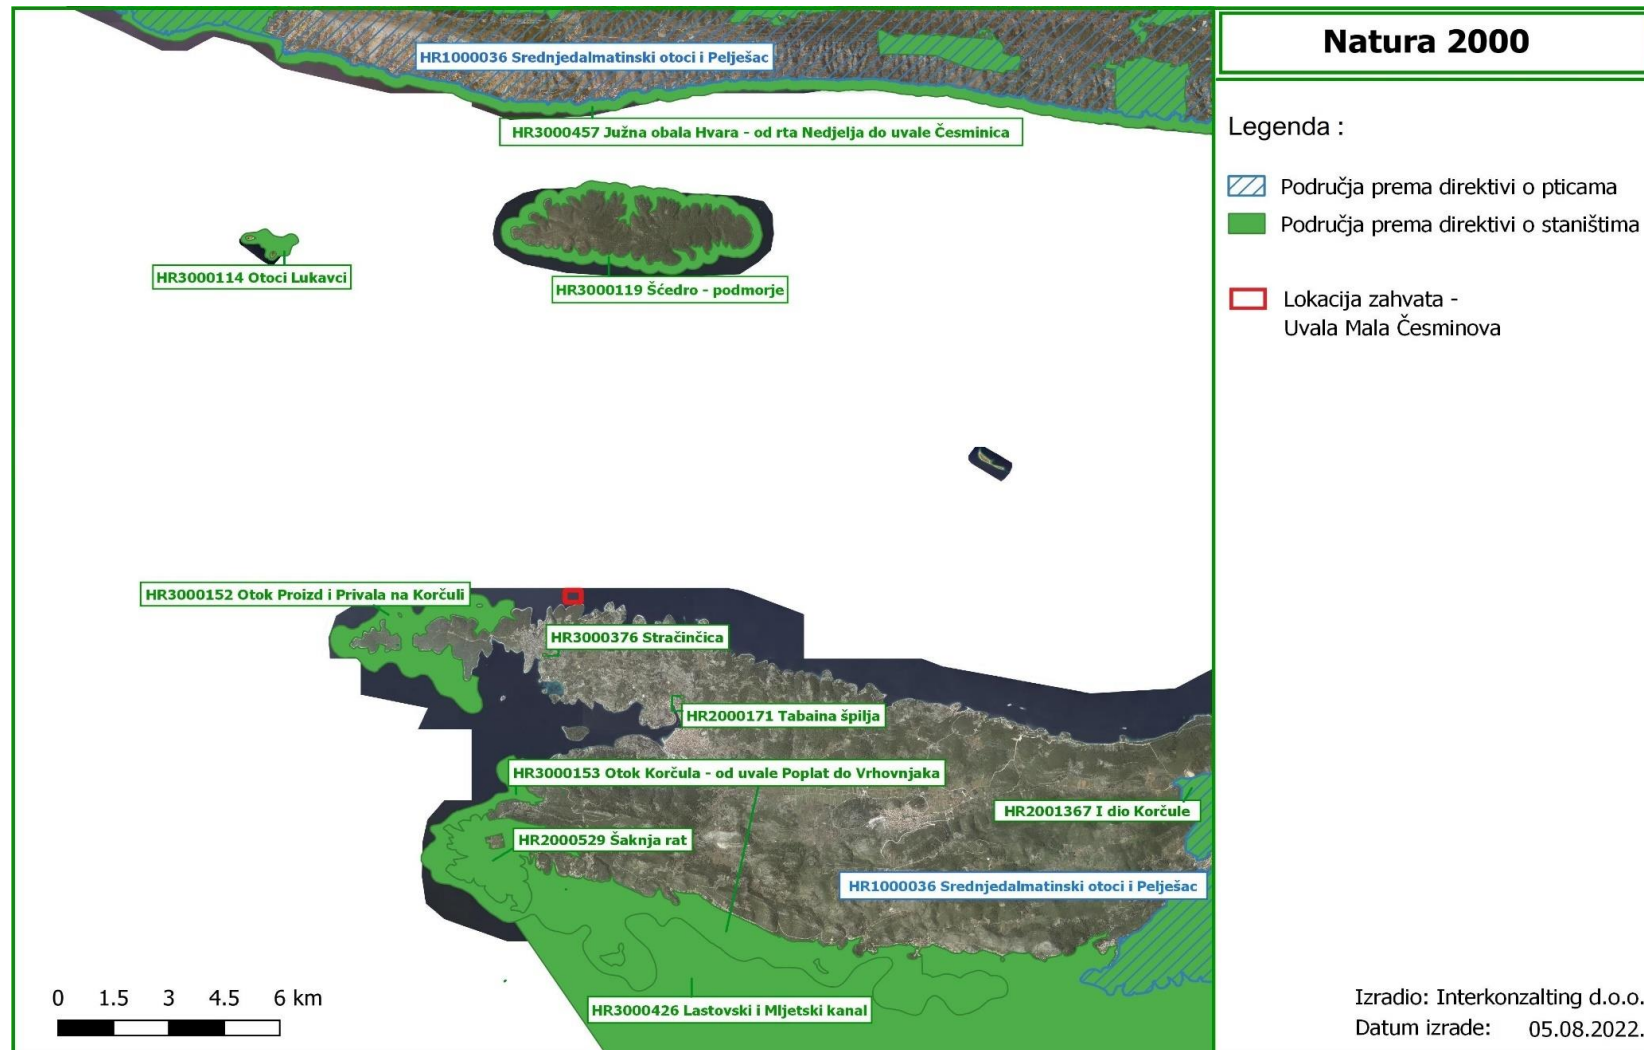 Natura 2000
Legenda :
Područja prema direktivi o pticama
Područja prema direktivi o staništima
Lokacija zahvata -
Uvala Mala Česminova
HR1000036 Srednjedalmatinski otoci i Pelješac
HR3000457 Južna obala Hvara - od rta Nedjelja do uvale Česminica
HR3000114 Otoci Lukavci
HR3000119 Šćedro - podmorje
HR3000152 Otok Proizd i Privala na Korčuli
HR3000376 Stračinčica
HR2000171 Tabaina špilja
HR3000153 Otok Korčula - od uvale Poplat do Vrhovnjaka
HR2001367 I dio Korčule
HR2000529 Šaknja rat
HR1000036 Srednjedalmatinski otoci i Pelješac
HR3000426 Lastovski i Mljetski kanal
0 1.5 3 4.5 6 km
Izradio: Interkonzalting d.o.o.
Datum izrade: 05.08.2022.